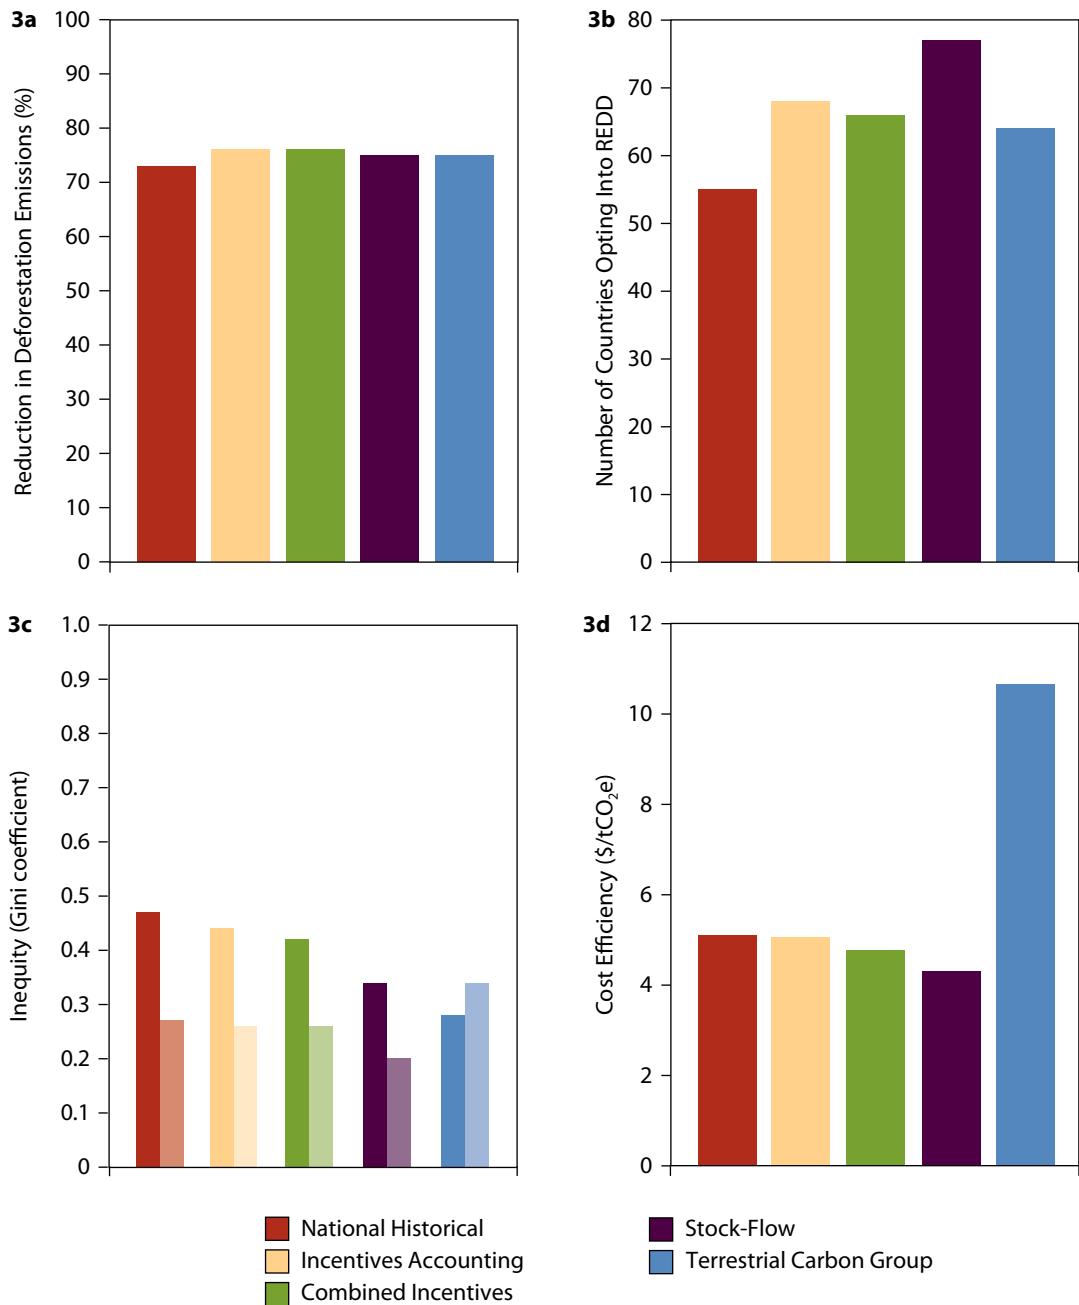 3a
Reduction in Deforestation Emissions (%)
100
90
80
70
60
50
40
30
20
10
0
3b
Number of Countries Opting Into REDD
80
70
60
50
40
30
20
10
0
3c
Inequity (Gini coefficient)
1.0
0.9
0.8
0.7
0.6
0.5
0.4
0.3
0.2
0.1
0
3d
Cost Efficiency ($/tCO₂e)
12
10
8
6
4
2
0
National Historical
Incentives Accounting
Combined Incentives
Stock-Flow
Terrestrial Carbon Group